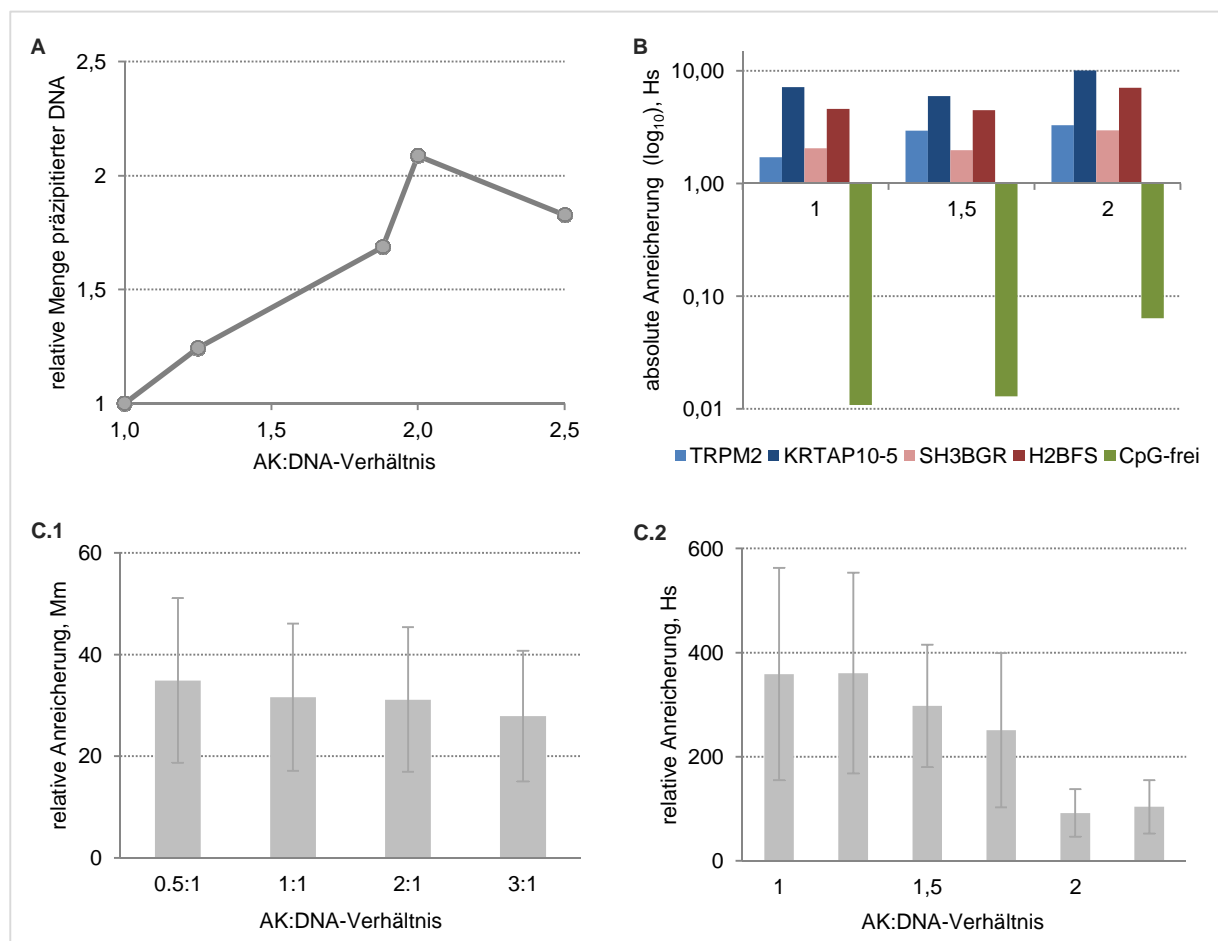 A
relative Menge präzipitierter DNA
2,5
2
1,5
1
1,0
1,5
2,0
2,5
AK:DNA-Verhältnis
B
absolute Anreicherung (log10), Hs
10,00
1,00
0,10
0,01
1
1,5
2
TRPM2 KRTAP10-5 SH3BGR H2BFS CpG-frei
C.1
relative Anreicherung, Mm
60
40
20
0
0.5:1
1:1
2:1
3:1
AK:DNA-Verhältnis
C.2
relative Anreicherung, Hs
600
400
200
0
1
1,5
2
AK:DNA-Verhältnis